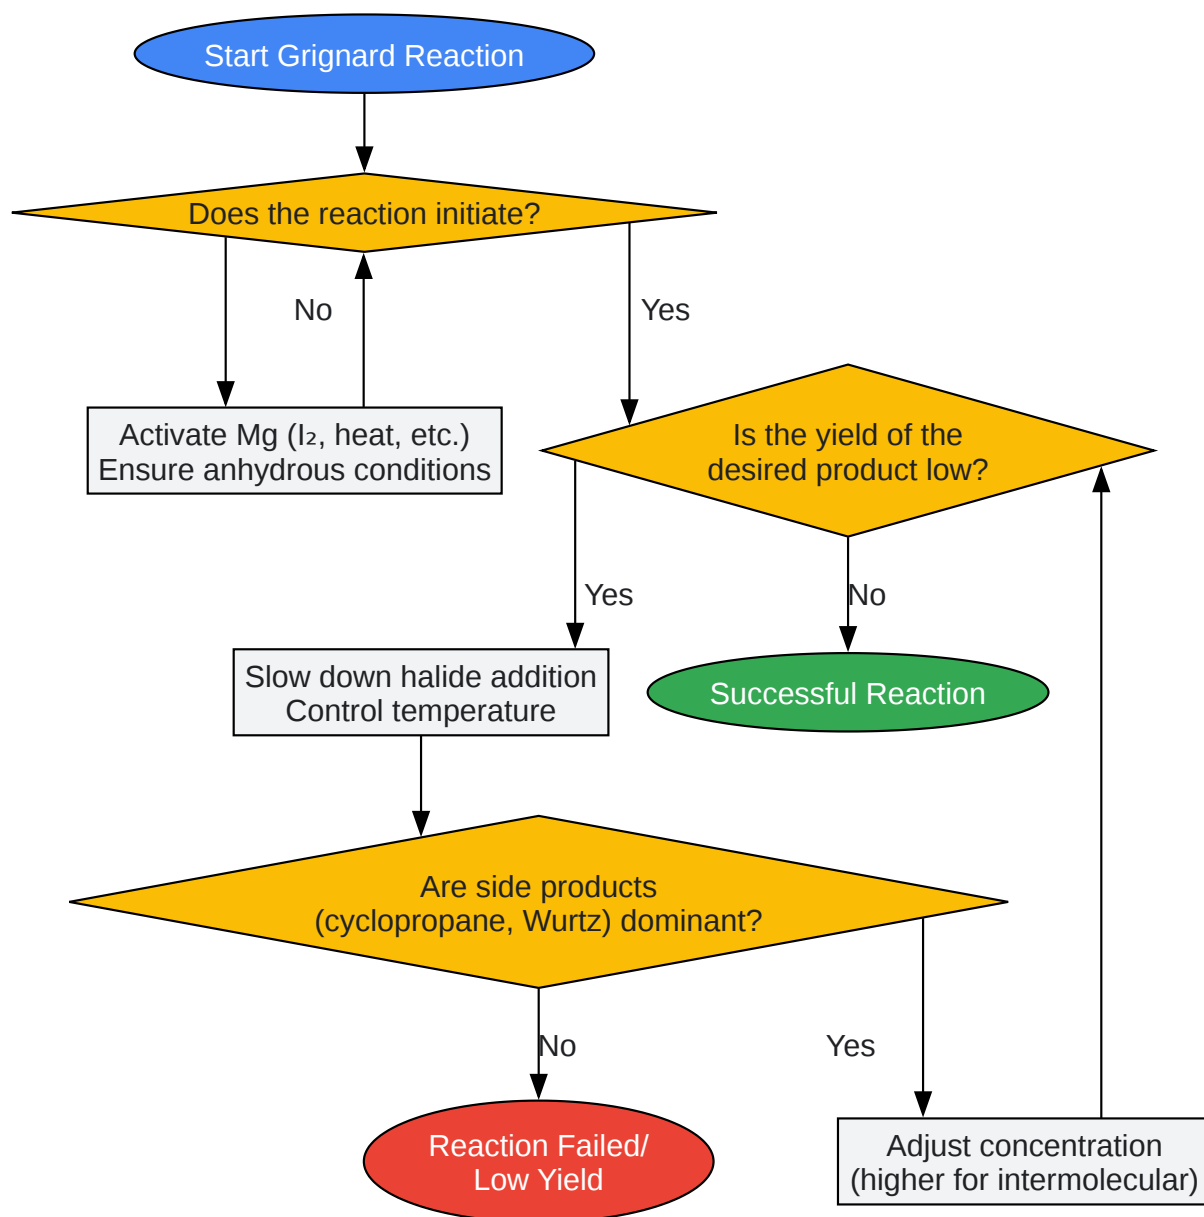 Start Grignard Reaction
Does the reaction initiate?
No
Yes
Activate Mg (I₂, heat, etc.)
Ensure anhydrous conditions
Is the yield of the
desired product low?
Yes
No
Slow down halide addition
Control temperature
Successful Reaction
Are side products
(cyclopropane, Wurtz) dominant?
No
Yes
Reaction Failed/
Low Yield
Adjust concentration
(higher for intermolecular)